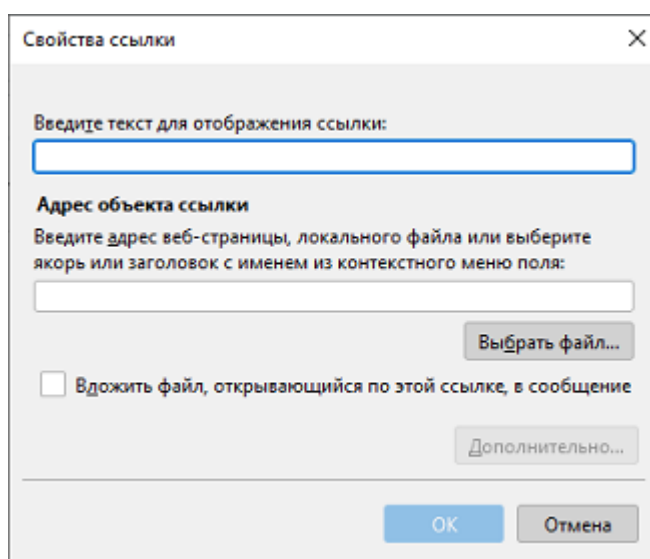 Свойства ссылки
Введите текст для отображения ссылки:
Адрес объекта ссылки
Введите адрес веб-страницы, локального файла или выберите
якорь или заголовок с именем из контекстного меню поля:
Выбрать файл...
Вложить файл, открывающийся по этой ссылке, в сообщение
Дополнительно...
OK
Отмена